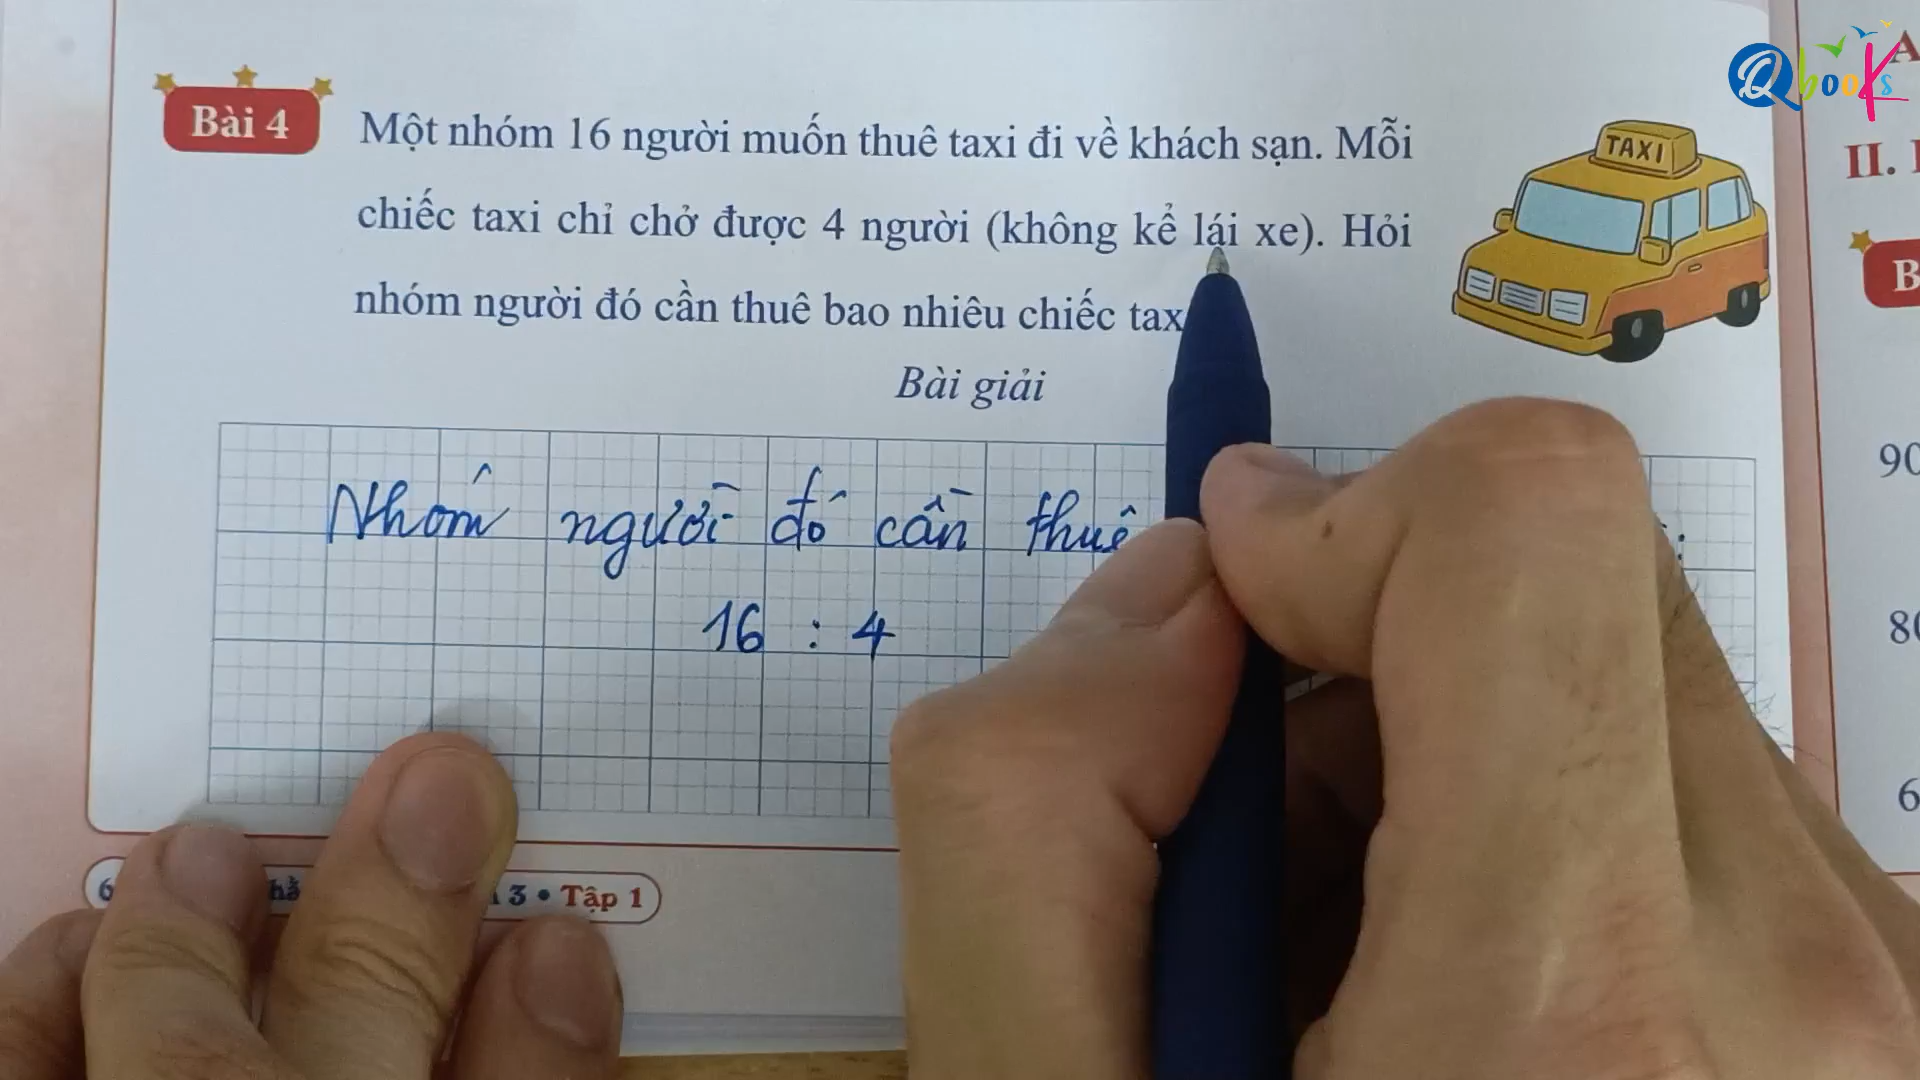 Qbooks
Bài 4
Một nhóm 16 người muốn thuê taxi đi về khách sạn. Mỗi
chiếc taxi chỉ chở được 4 người (không kể lái xe). Hỏi
nhóm người đó cần thuê bao nhiêu chiếc tax
TAXI
Bài giải
Nhóm người đó cần thuê
16 : 4
3 • Tập 1
II.
90
80
6